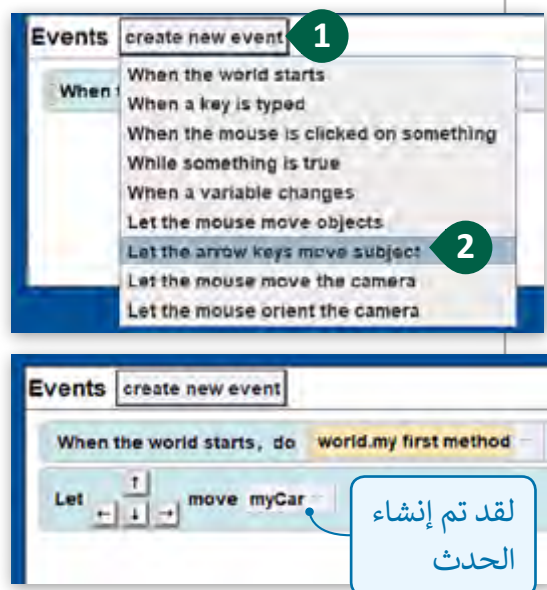 Events create new event 1
When
When the world starts
When a key is typed
When the mouse is clicked on something
While something is true
When a variable changes
Let the mouse move objects
Let the arrow keys move subject 2
Let the mouse move the camera
Let the mouse orient the camera
Events create new event
When the world starts, do world.my first method
Let ↑ ← ↓ → move myCar
لقد تم إنشاء
الحدث